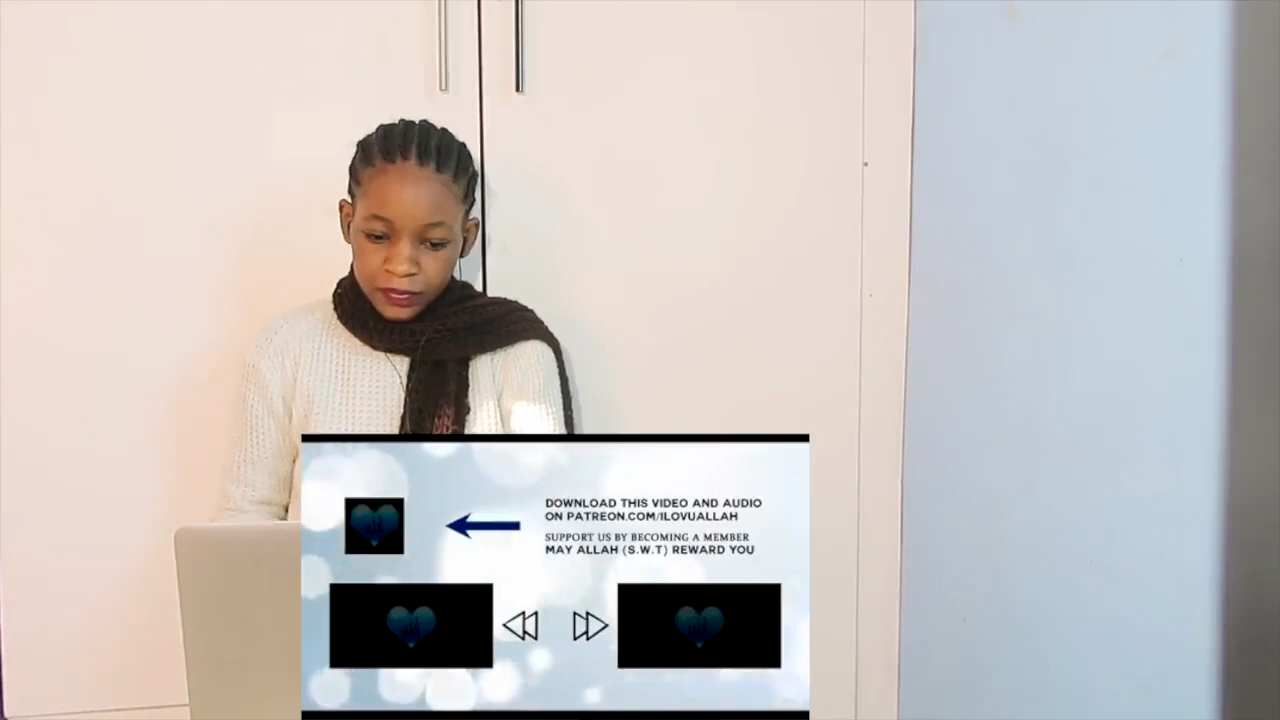 DOWNLOAD THIS VIDEO AND AUDIO
ON PATREON.COM/ILOVUALLAH
SUPPORT US BY BECOMING A MEMBER
MAY ALLAH (S.W.T) REWARD YOU